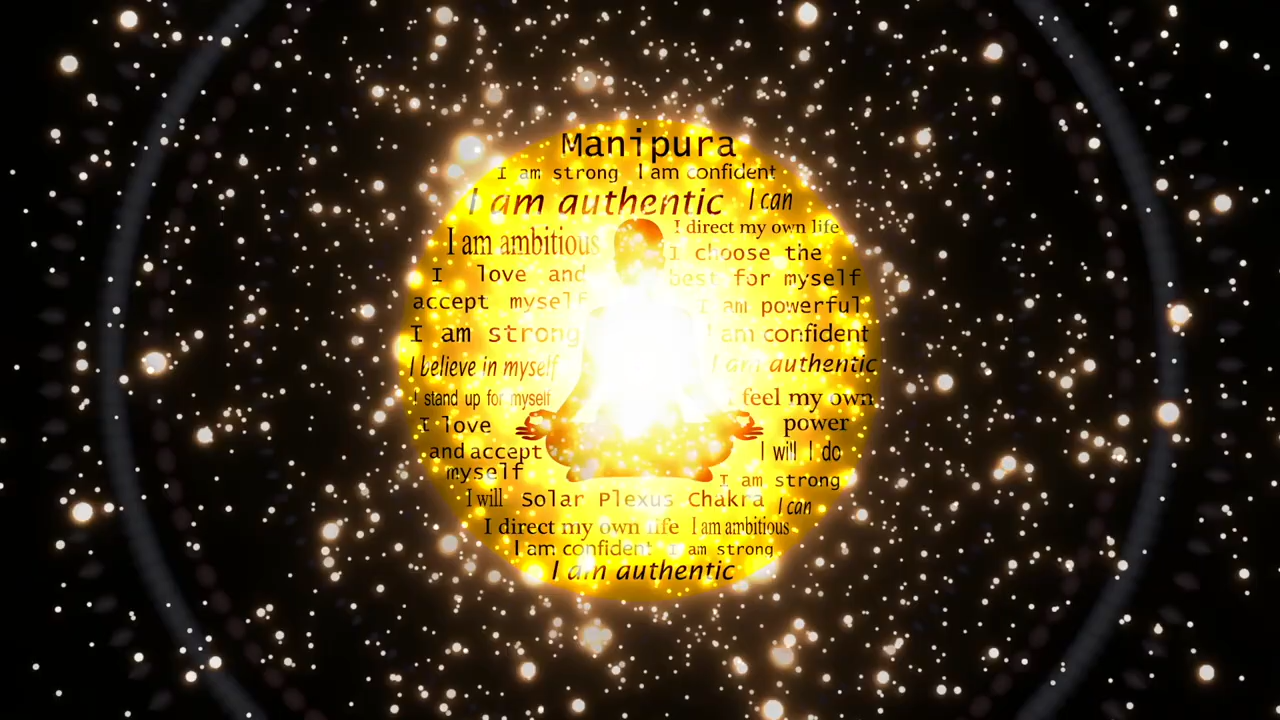 Manipura
I am strong I am confident
I am authentic I can
I direct my own life
I am ambitious
I choose the
best for myself
I love and
accept myself
I am powerful
I am strong I am confident
I believe in myself I am authentic
I stand up for myself I feel my own
power
I love
and accept
myself
I will I do
I am strong
I will Solar Plexus Chakra I can
I direct my own life I am ambitious
I am confident I am strong
I am authentic